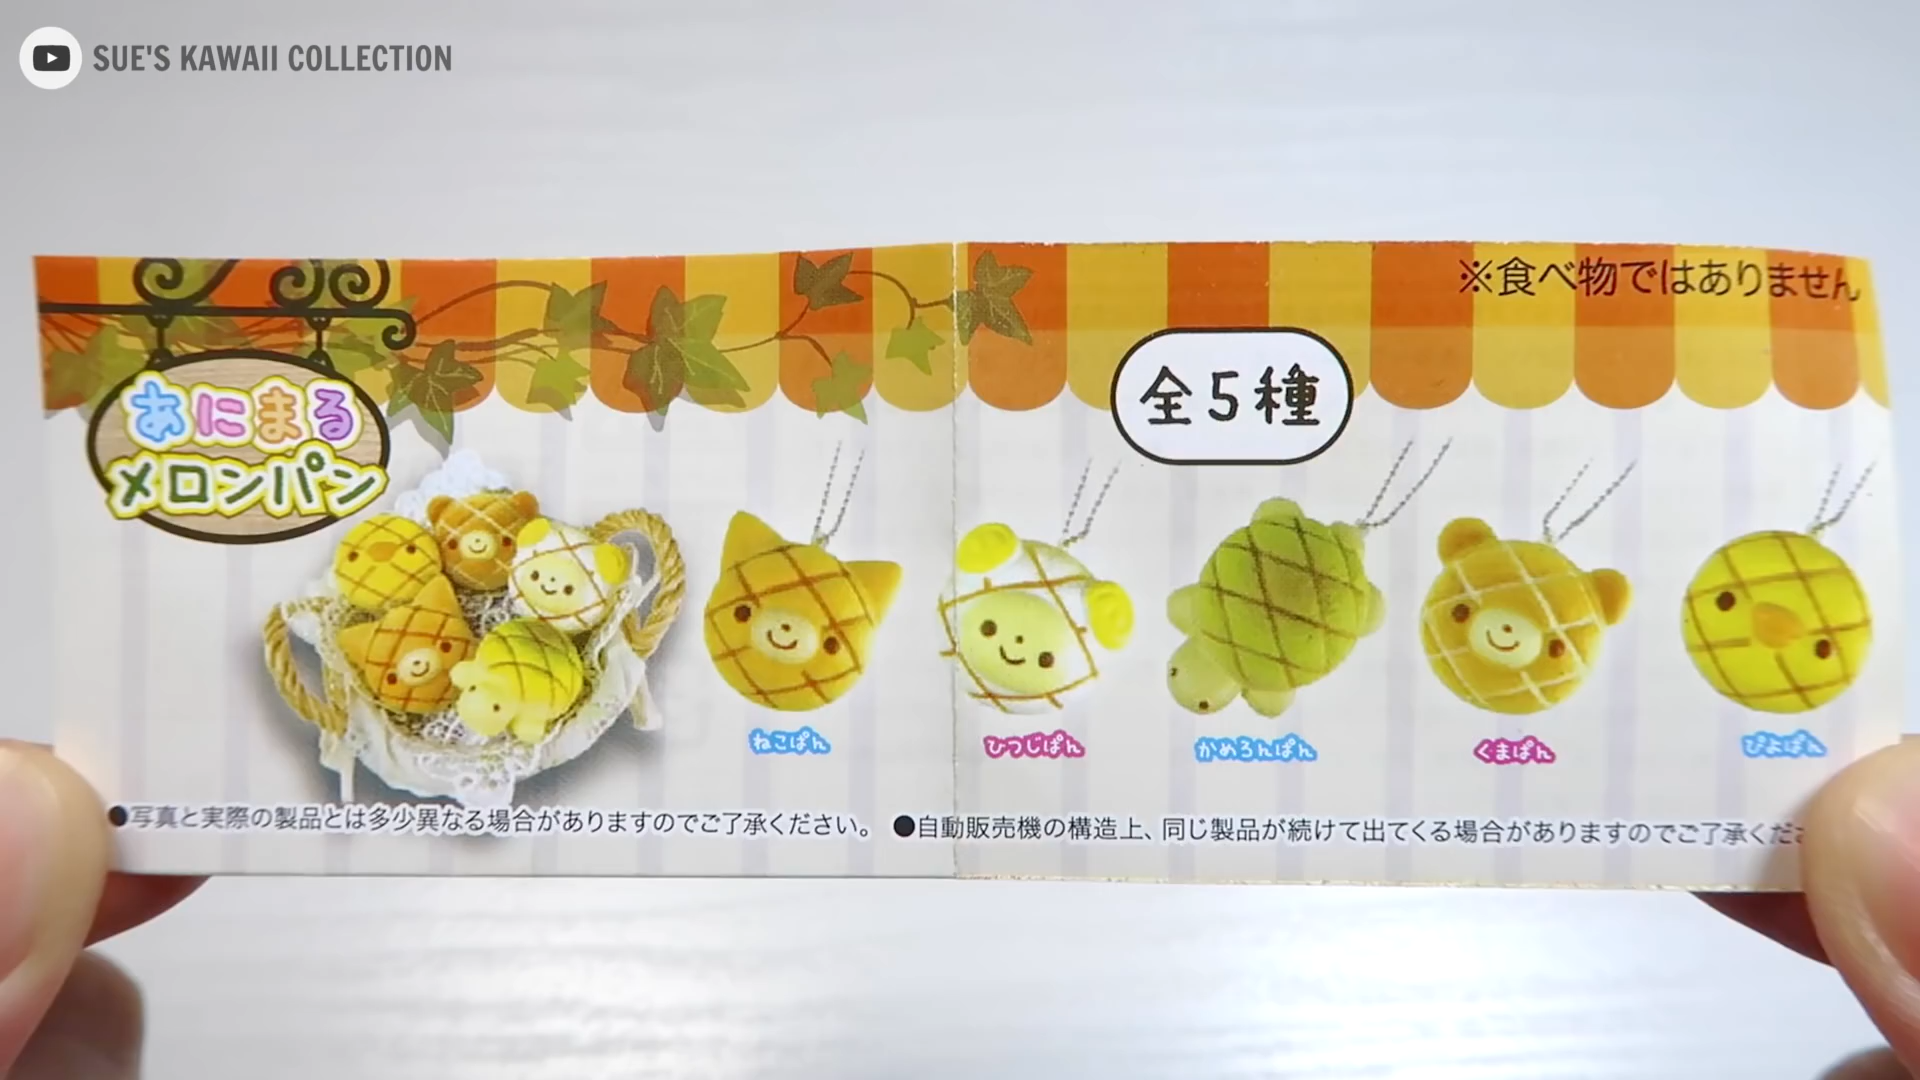 SUE'S KAWAII COLLECTION
※食べ物ではありません
全5種
あにまる
メロンパン
ねこぱん
ひつじぱん
かめろんぱん
くまぱん
ぴよぱん
●写真と実際の製品とは多少異なる場合がありますのでご了承ください。
●自動販売機の構造上、同じ製品が続けて出てくる場合がありますのでご了承くださ